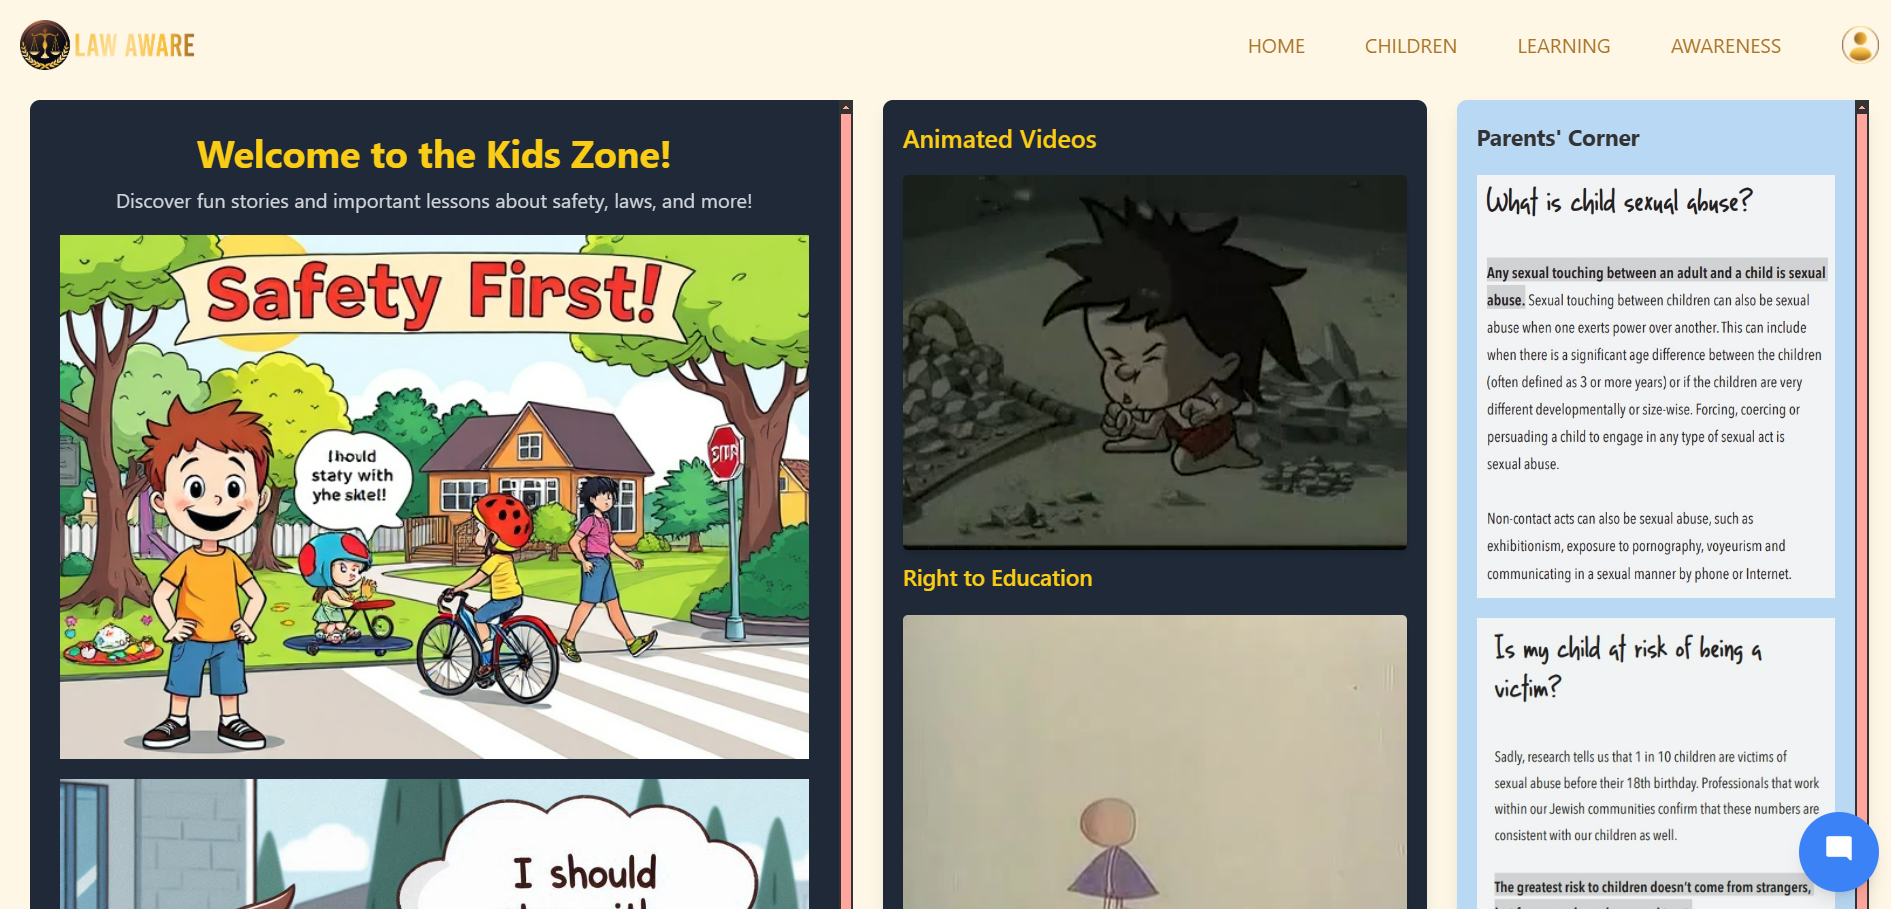 LAW AWARE
HOME
CHILDREN
LEARNING
AWARENESS
Welcome to the Kids Zone!
Discover fun stories and important lessons about safety, laws, and more!
Safety First!
I hould
staty with
yhe sktel!
I should
Animated Videos
Right to Education
Parents' Corner
What is child sexual abuse?
Any sexual touching between an adult and a child is sexual
abuse. Sexual touching between children can also be sexual
abuse when one exerts power over another. This can include
when there is a significant age difference between the children
(often defined as 3 or more years) or if the children are very
different developmentally or size-wise. Forcing, coercing or
persuading a child to engage in any type of sexual act is
sexual abuse.
Non-contact acts can also be sexual abuse, such as
exhibitionism, exposure to pornography, voyeurism and
communicating in a sexual manner by phone or Internet.
Is my child at risk of being a
victim?
Sadly, research tells us that 1 in 10 children are victims of
sexual abuse before their 18th birthday. Professionals that work
within our Jewish communities confirm that these numbers are
consistent with our children as well.
The greatest risk to children doesn't come from strangers,